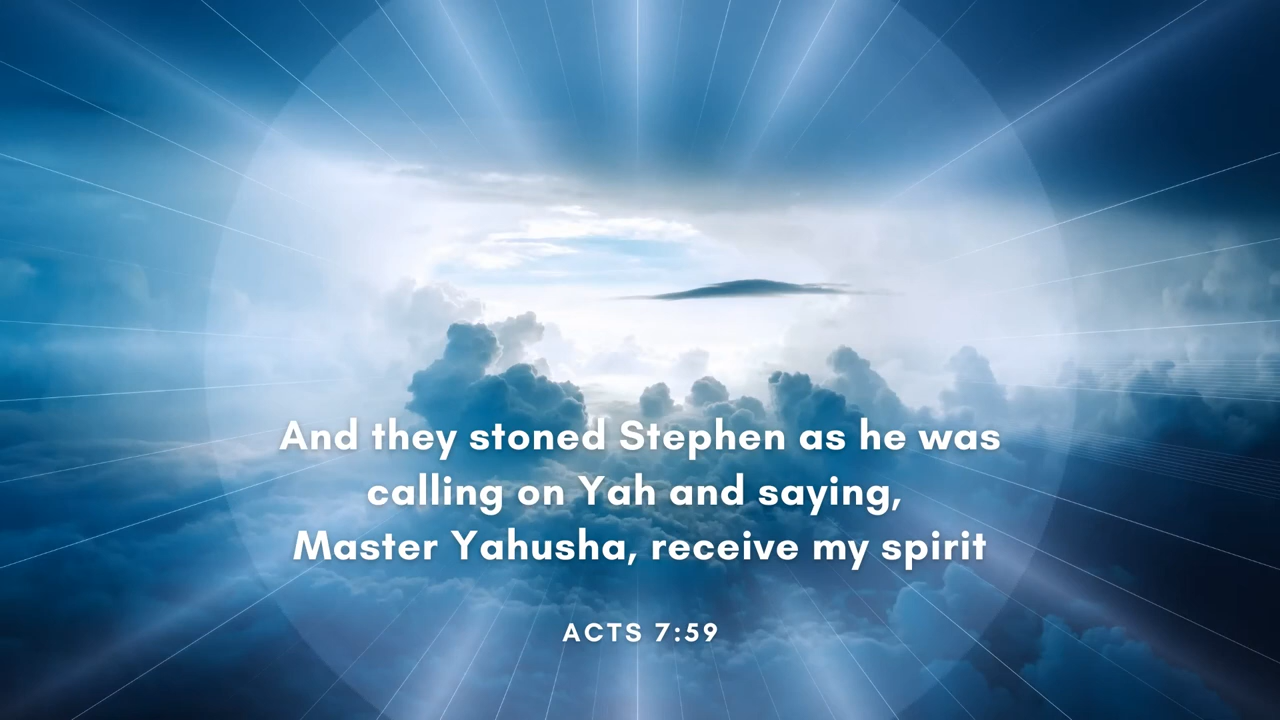 And they stoned Stephen as he was
calling on Yah and saying,
Master Yahusha, receive my spirit
ACTS 7:59